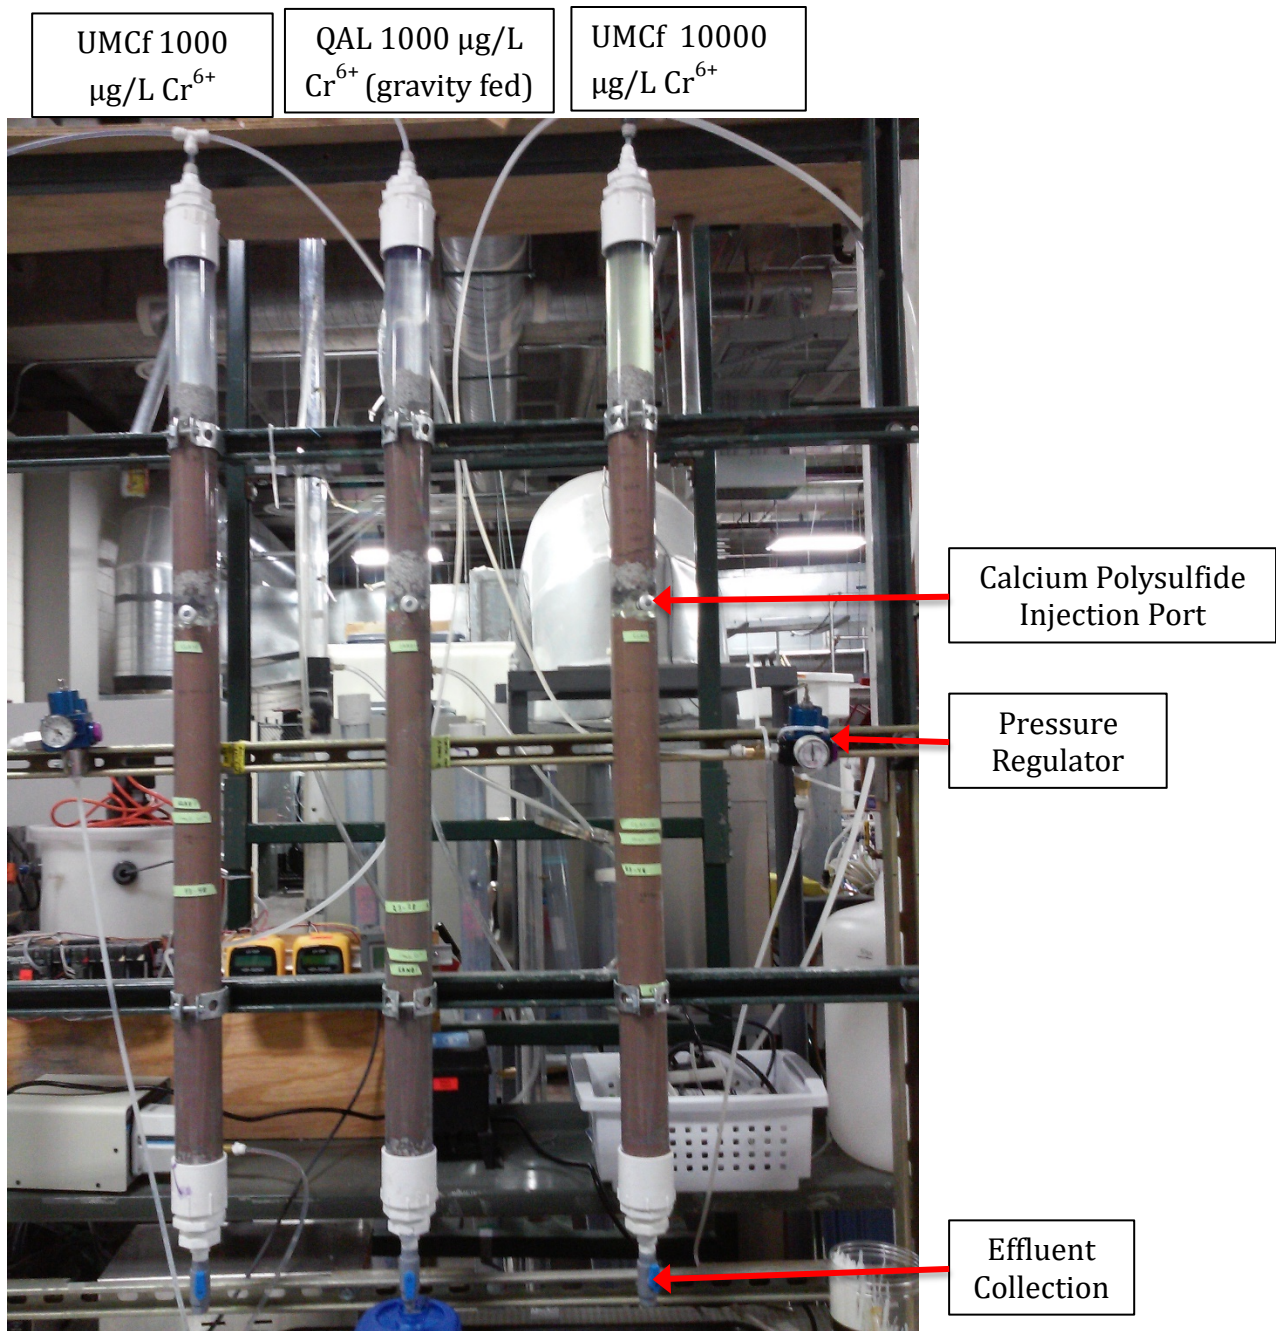 UMCf 1000
µg/L Cr6+
QAL 1000 µg/L
Cr6+ (gravity fed)
UMCf  10000
µg/L Cr6+
Calcium Polysulfide
Injection Port
Pressure
Regulator
Effluent
Collection